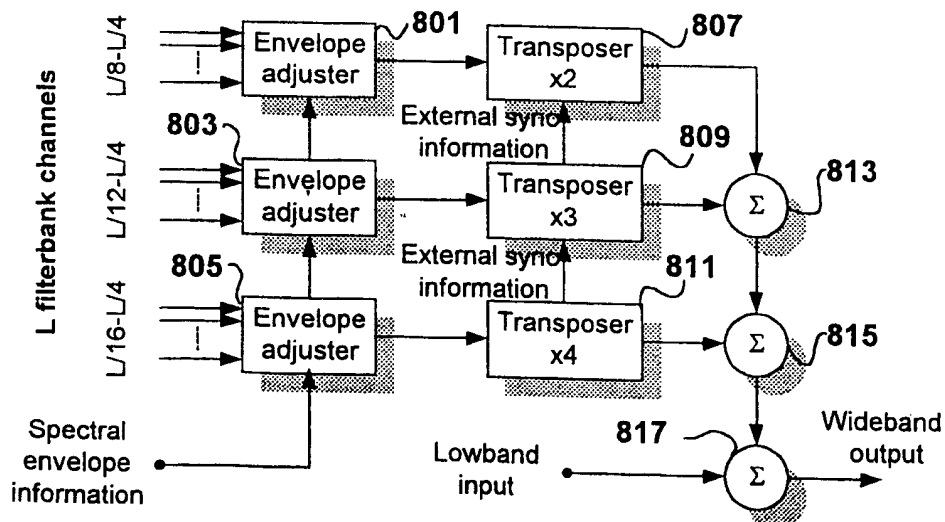 L filterbank channels
L/8-L/4
Envelope
adjuster
801
Transposer
x2
807
External sync
information
L/12-L/4
803
Envelope
adjuster
Transposer
x3
809
Σ
813
External sync
information
L/16-L/4
805
Envelope
adjuster
Transposer
x4
811
Σ
815
Spectral
envelope
information
Lowband
input
817
Σ
Wideband
output